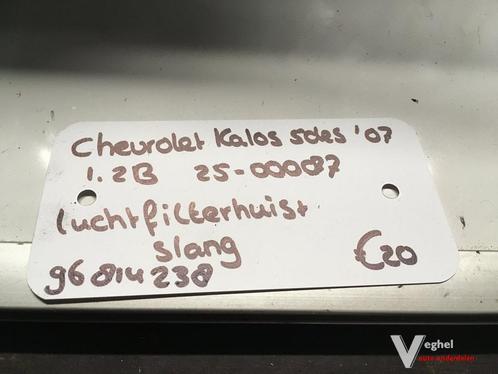 Chevrolet Kalos 5drs '07
1.2B 25-00087
luchtfilterhuis +
slang €20
96814238
Veghel
auto onderdelen